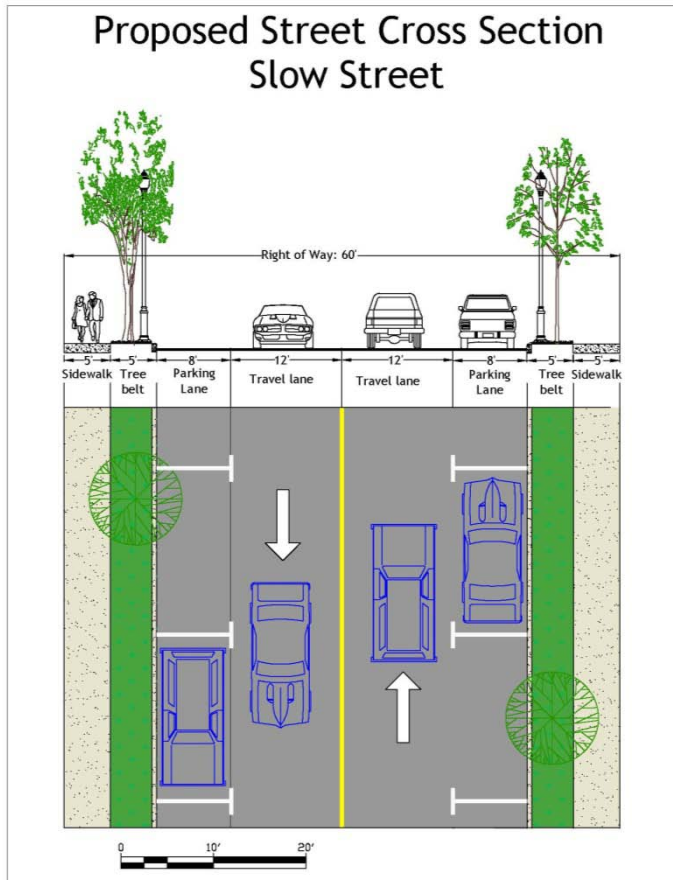 Proposed Street Cross Section
Slow Street
Right of Way: 60'
5' 5' 8' 12' 12' 8' 5' 5'
Sidewalk Tree belt Parking Lane Travel lane Travel lane Parking Lane Tree belt Sidewalk
0 10' 20'